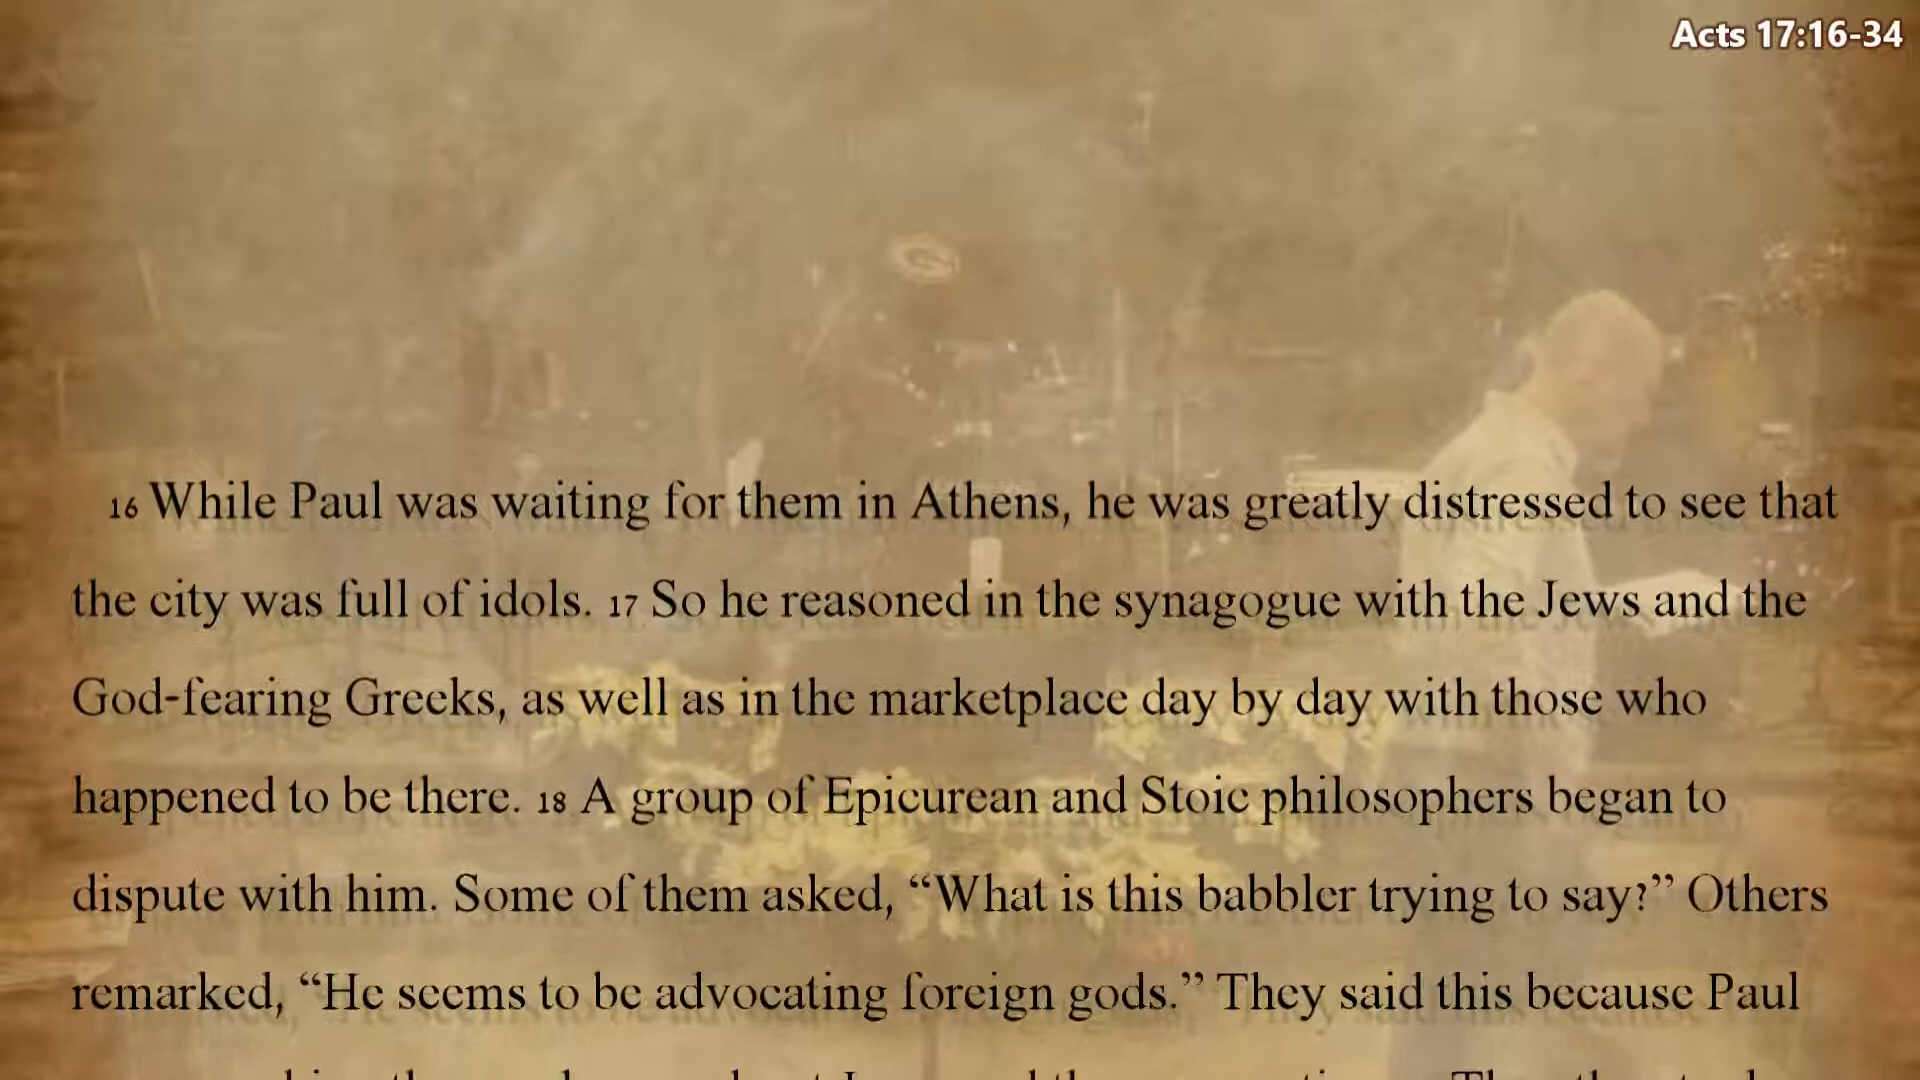 Acts 17:16-34
16 While Paul was waiting for them in Athens, he was greatly distressed to see that
the city was full of idols. 17 So he reasoned in the synagogue with the Jews and the
God-fearing Greeks, as well as in the marketplace day by day with those who
happened to be there. 18 A group of Epicurean and Stoic philosophers began to
dispute with him. Some of them asked, “What is this babbler trying to say?” Others
remarked, “He seems to be advocating foreign gods.” They said this because Paul